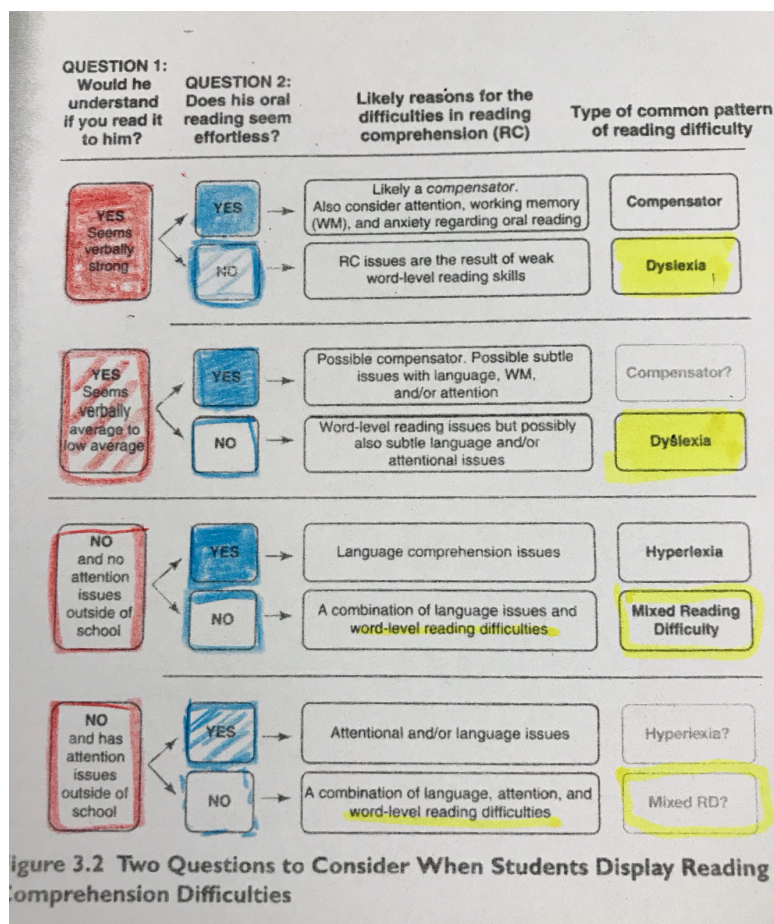 QUESTION 1:
Would he
understand
if you read it
to him?
QUESTION 2:
Does his oral
reading seem
effortless?
Likely reasons for the
difficulties in reading
comprehension (RC)
Type of common pattern
of reading difficulty
YES
Seems
verbally
strong
YES
Likely a compensator.
Also consider attention, working memory
(WM), and anxiety regarding oral reading
Compensator
NO
RC issues are the result of weak
word-level reading skills
Dyslexia
YES
Seems
verbally
average to
low average
YES
Possible compensator. Possible subtle
issues with language, WM,
and/or attention
Compensator?
NO
Word-level reading issues but possibly
also subtle language and/or
attentional issues
Dyslexia
NO
and no
attention
issues
outside of
school
YES
Language comprehension issues
Hyperlexia
NO
A combination of language issues and
word-level reading difficulties
Mixed Reading
Difficulty
NO
and has
attention
issues
outside of
school
YES
Attentional and/or language issues
Hyperlexia?
NO
A combination of language, attention, and
word-level reading difficulties
Mixed RD?
igure 3.2 Two Questions to Consider When Students Display Reading
omprehension Difficulties